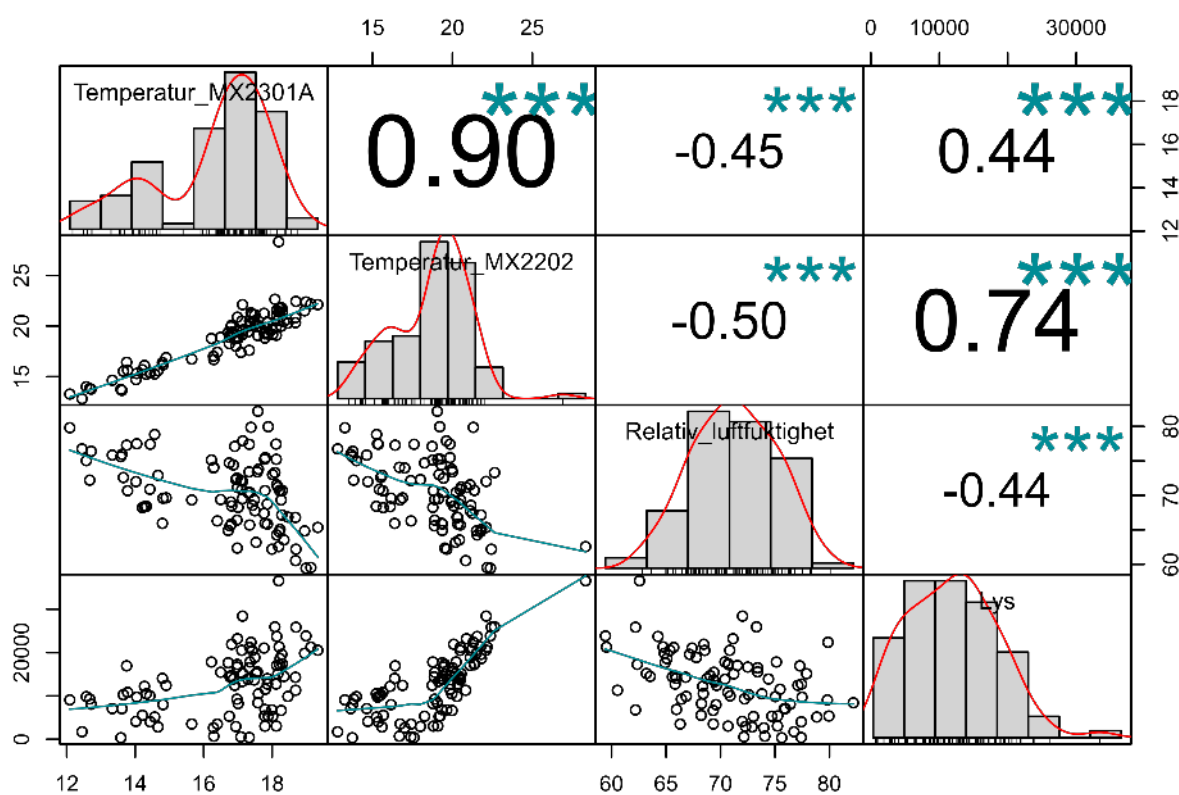 15 20 25
0 10000 30000
Temperatur_MX2301A
***
0.90
***
-0.45
***
0.44
12 14 16 18
15 20 25
Temperatur_MX2202
***
-0.50
***
0.74
Relativ_luftfuktighet
***
-0.44
60 70 80
0 20000
Lys
12 14 16 18
60 65 70 75 80